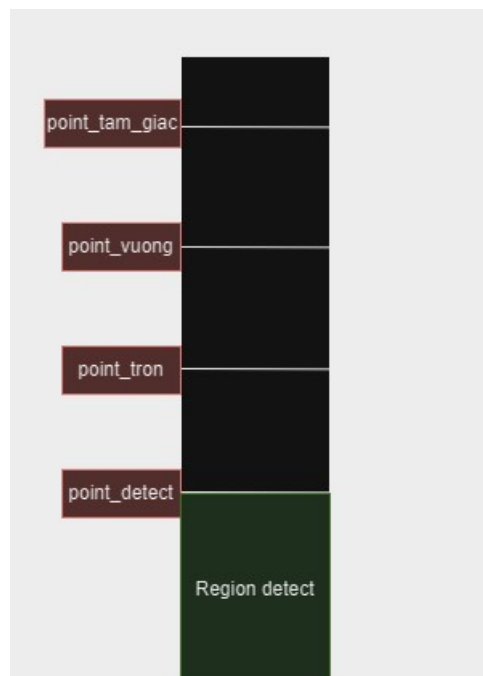 point_tam_giac
point_vuong
point_tron
point_detect
Region detect